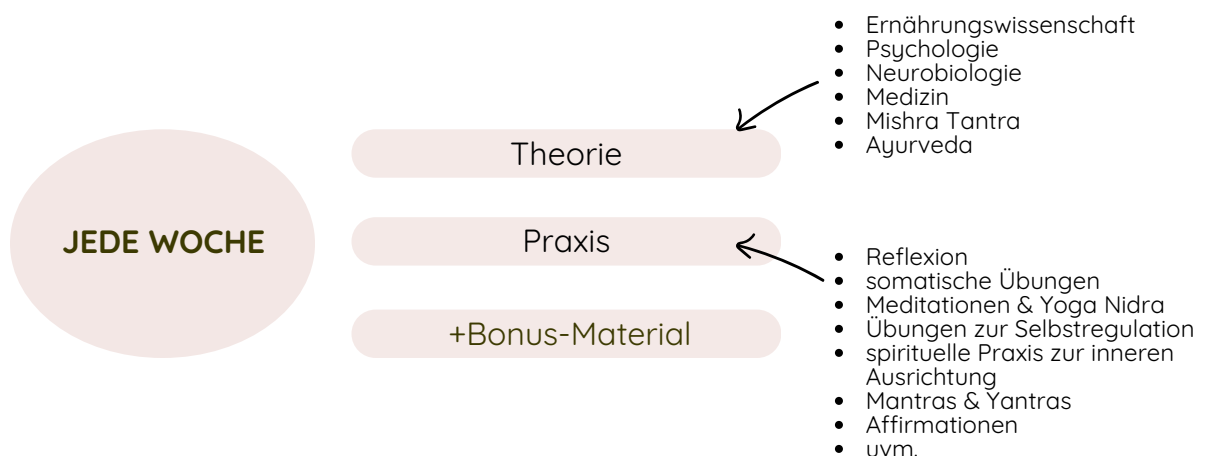 JEDE WOCHE
Theorie
Praxis
+Bonus-Material
Ernährungswissenschaft
Psychologie
Neurobiologie
Medizin
Mishra Tantra
Ayurveda
Reflexion
somatische Übungen
Meditationen & Yoga Nidra
Übungen zur Selbstregulation
spirituelle Praxis zur inneren
Ausrichtung
Mantras & Yantras
Affirmationen
uvm.